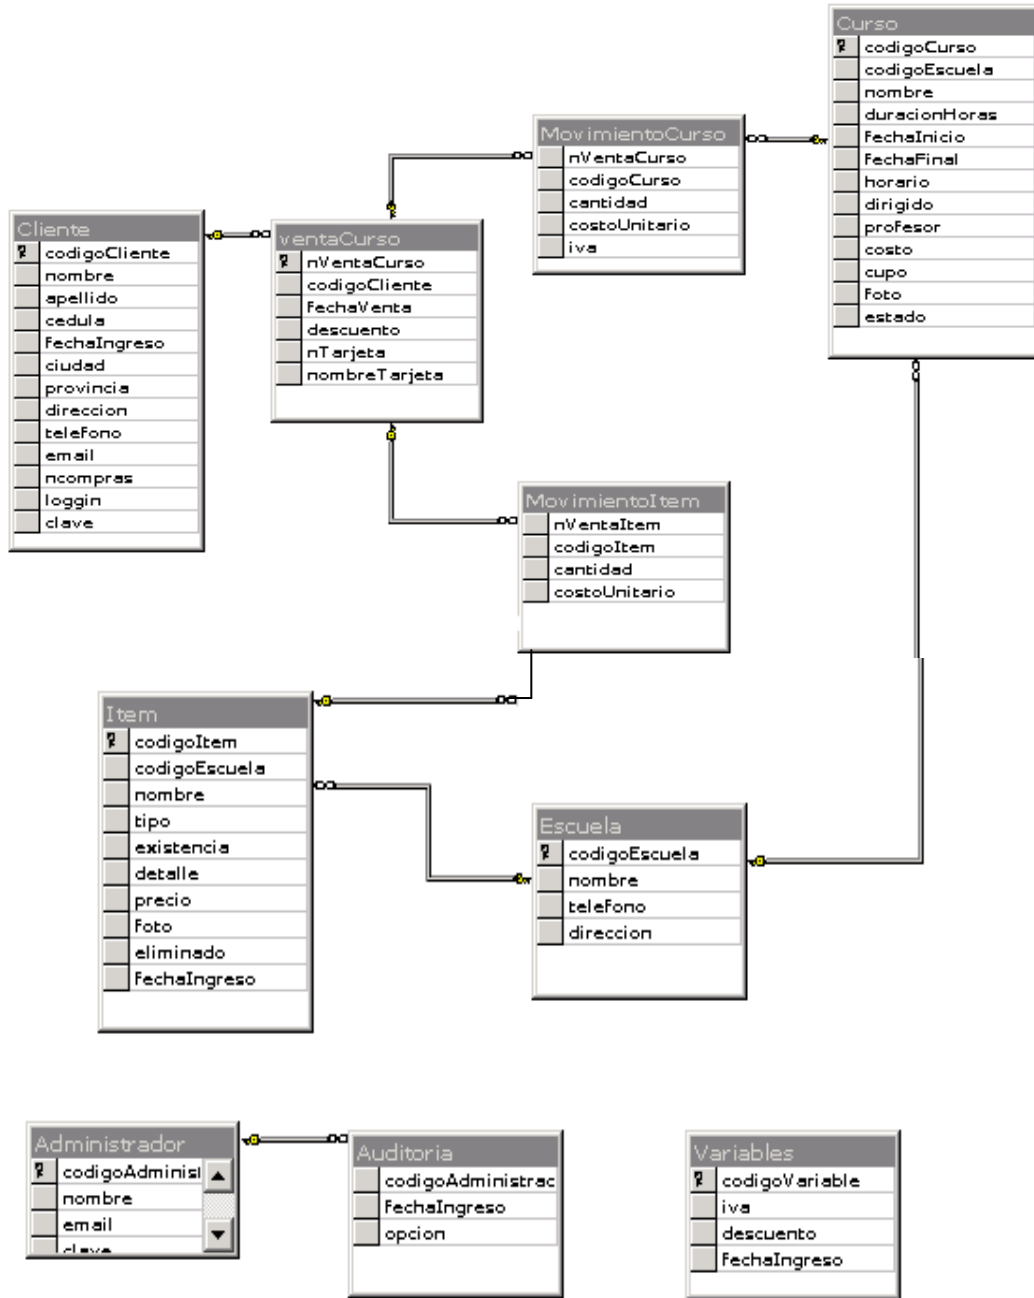 Curso
codigoCurso
codigoEscuela
nombre
duracionHoras
FechaInicio
FechaFinal
horario
dirigido
profesor
costo
cupo
Foto
estado
MovimientoCurso
nVentaCurso
codigoCurso
cantidad
costoUnitario
iva
Cliente
codigoCliente
nombre
apellido
cedula
FechaIngreso
ciudad
provincia
direccion
teleFono
email
ncompras
loggin
clave
ventaCurso
nVentaCurso
codigoCliente
FechaVenta
descuento
nTarjeta
nombreTarjeta
MovimientoItem
nVentaItem
codigoItem
cantidad
costoUnitario
Item
codigoItem
codigoEscuela
nombre
tipo
existencia
detalle
precio
Foto
eliminado
FechaIngreso
Escuela
codigoEscuela
nombre
teleFono
direccion
Administrador
codigoAdminisl
nombre
email
clave
Auditoria
codigoAdministrac
FechaIngreso
opcion
Variables
codigoVariable
iva
descuento
FechaIngreso